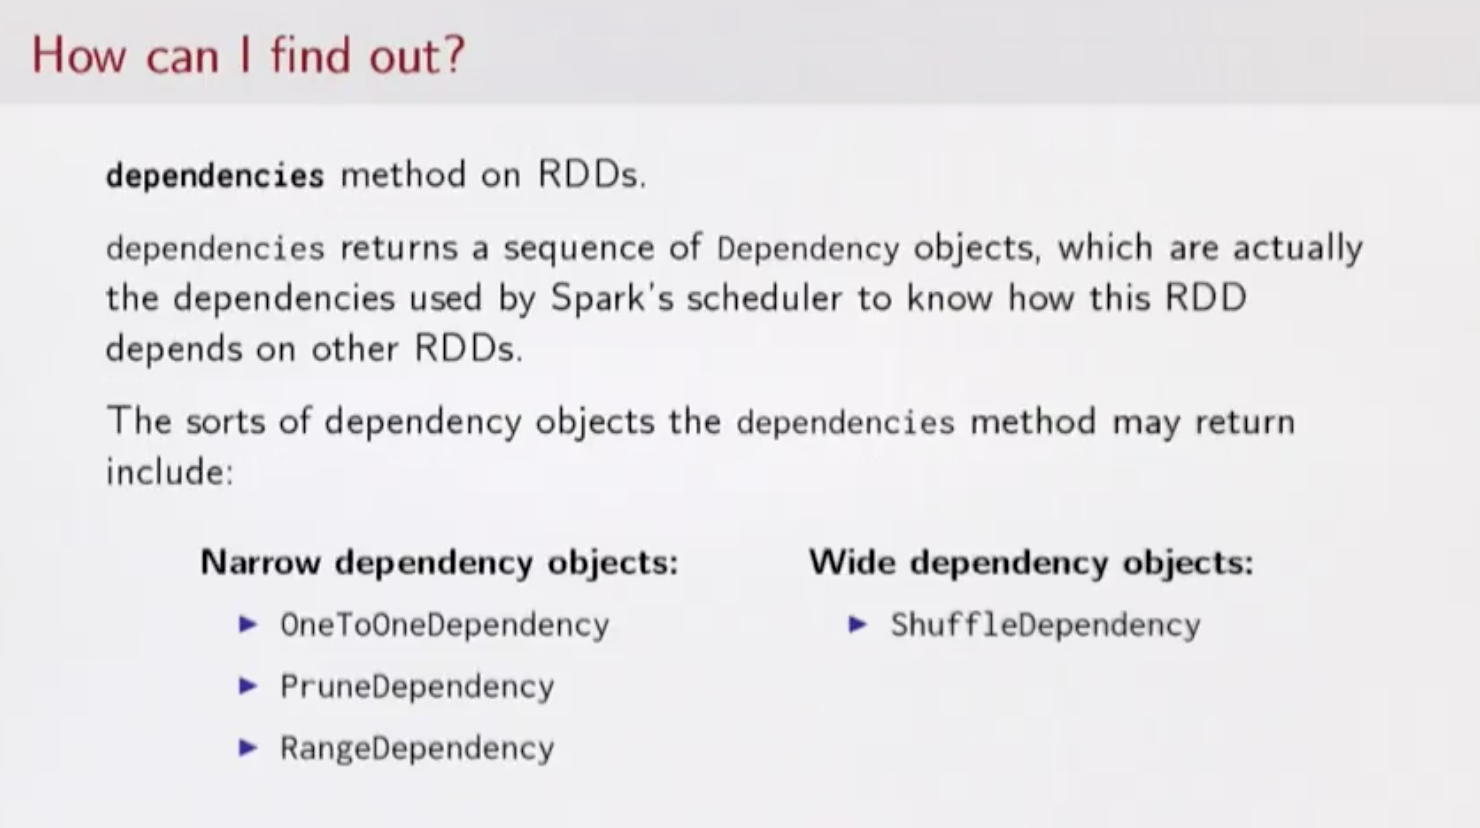 How can I find out?
dependencies method on RDDs.
dependencies returns a sequence of Dependency objects, which are actually
the dependencies used by Spark's scheduler to know how this RDD
depends on other RDDs.
The sorts of dependency objects the dependencies method may return
include:
Narrow dependency objects:
▶ OneToOneDependency
▶ PruneDependency
▶ RangeDependency
Wide dependency objects:
▶ ShuffleDependency